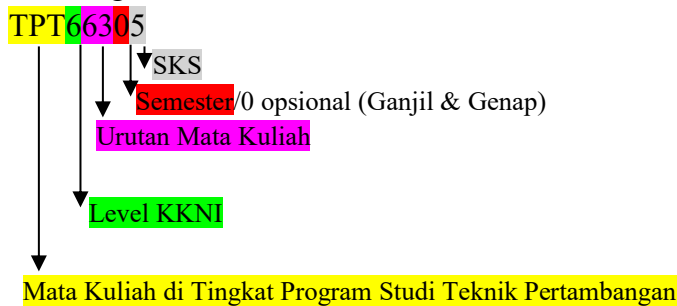 TPT66305
SKS
Semester/0 opsional (Ganjil & Genap)
Urutan Mata Kuliah
Level KKNI
Mata Kuliah di Tingkat Program Studi Teknik Pertambangan